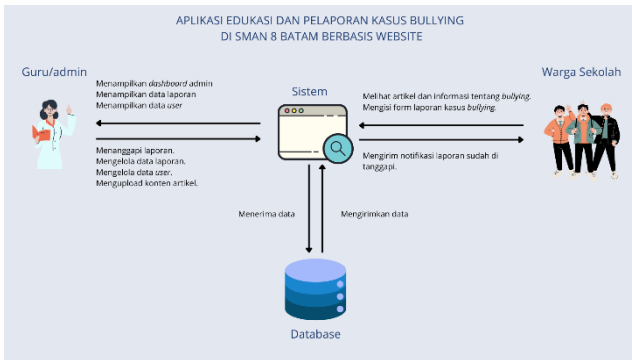 APLIKASI EDUKASI DAN PELAPORAN KASUS BULLYING
DI SMAN 8 BATAM BERBASIS WEBSITE
Guru/admin
Menampilkan dashboard admin
Menampilkan data laporan
Menampilkan data user
Menanggapi laporan.
Mengelola data laporan.
Mengelola data user.
Mengupload konten artikel.
Sistem
Warga Sekolah
Melihat artikel dan informasi tentang bullying.
Mengisi form laporan kasus bullying.
Mengirim notifikasi laporan sudah di
tanggapi.
Menerima data
Mengirimkan data
Database